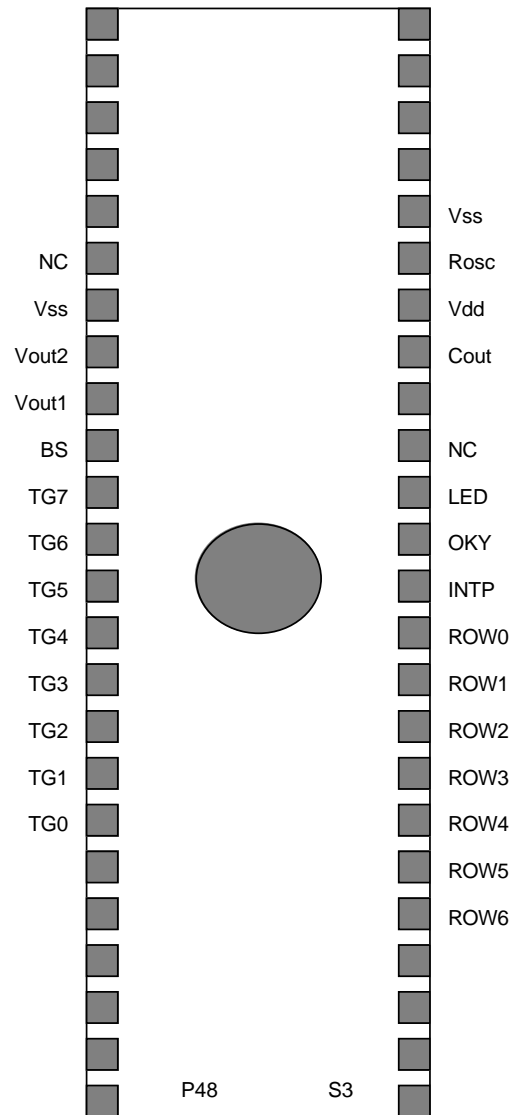 Vss
NC Rosc
Vss Vdd
Vout2 Cout
Vout1
BS NC
TG7 LED
TG6 OKY
TG5 INTP
TG4 ROW0
TG3 ROW1
TG2 ROW2
TG1 ROW3
TG0 ROW4
ROW5
ROW6
P48 S3